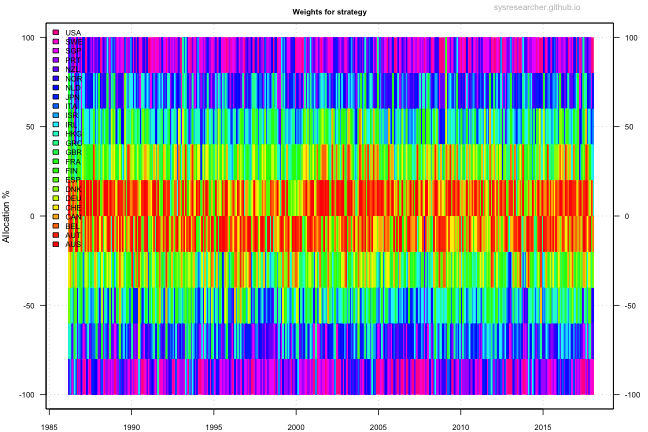 Weights for strategy
sysresearcher.github.io
Allocation %
100
50
0
-50
-100
USA
SWE
SGP
PRT
NZL
NOR
NLD
JPN
ITA
ISR
IRL
HKG
GRC
GBR
FRA
FIN
ESP
DNK
DEU
CHE
CAN
BEL
AUT
AUS
100
50
0
-50
-100
1985
1990
1995
2000
2005
2010
2015